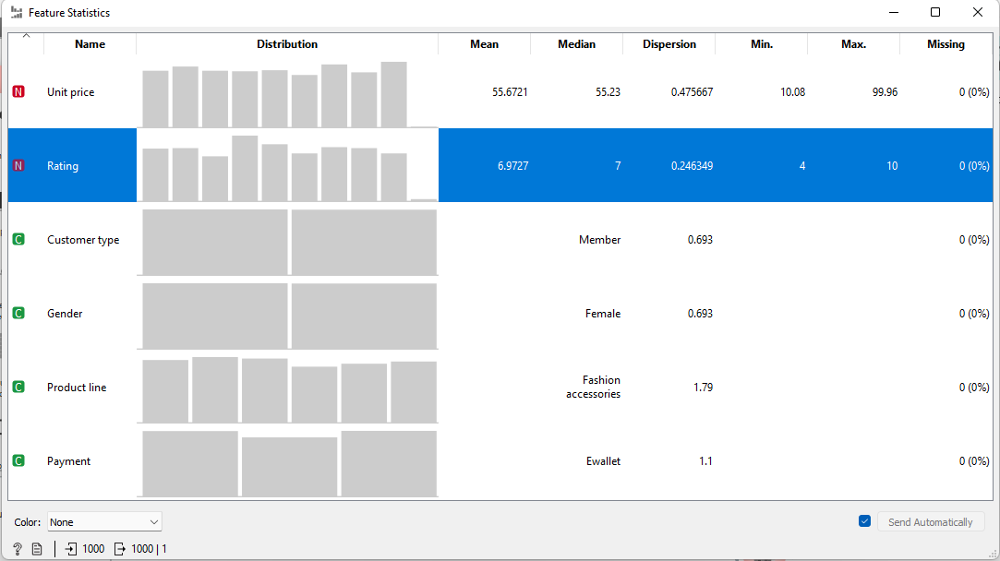 Feature Statistics
Name Distribution Mean Median Dispersion Min. Max. Missing
N Unit price 55.6721 55.23 0.475667 10.08 99.96 0 (0%)
N Rating 6.9727 7 0.246349 4 10 0 (0%)
C Customer type Member 0.693 0 (0%)
C Gender Female 0.693 0 (0%)
C Product line Fashion accessories 1.79 0 (0%)
C Payment Ewallet 1.1 0 (0%)
Color: None Send Automatically
? 1000 1000 | 1